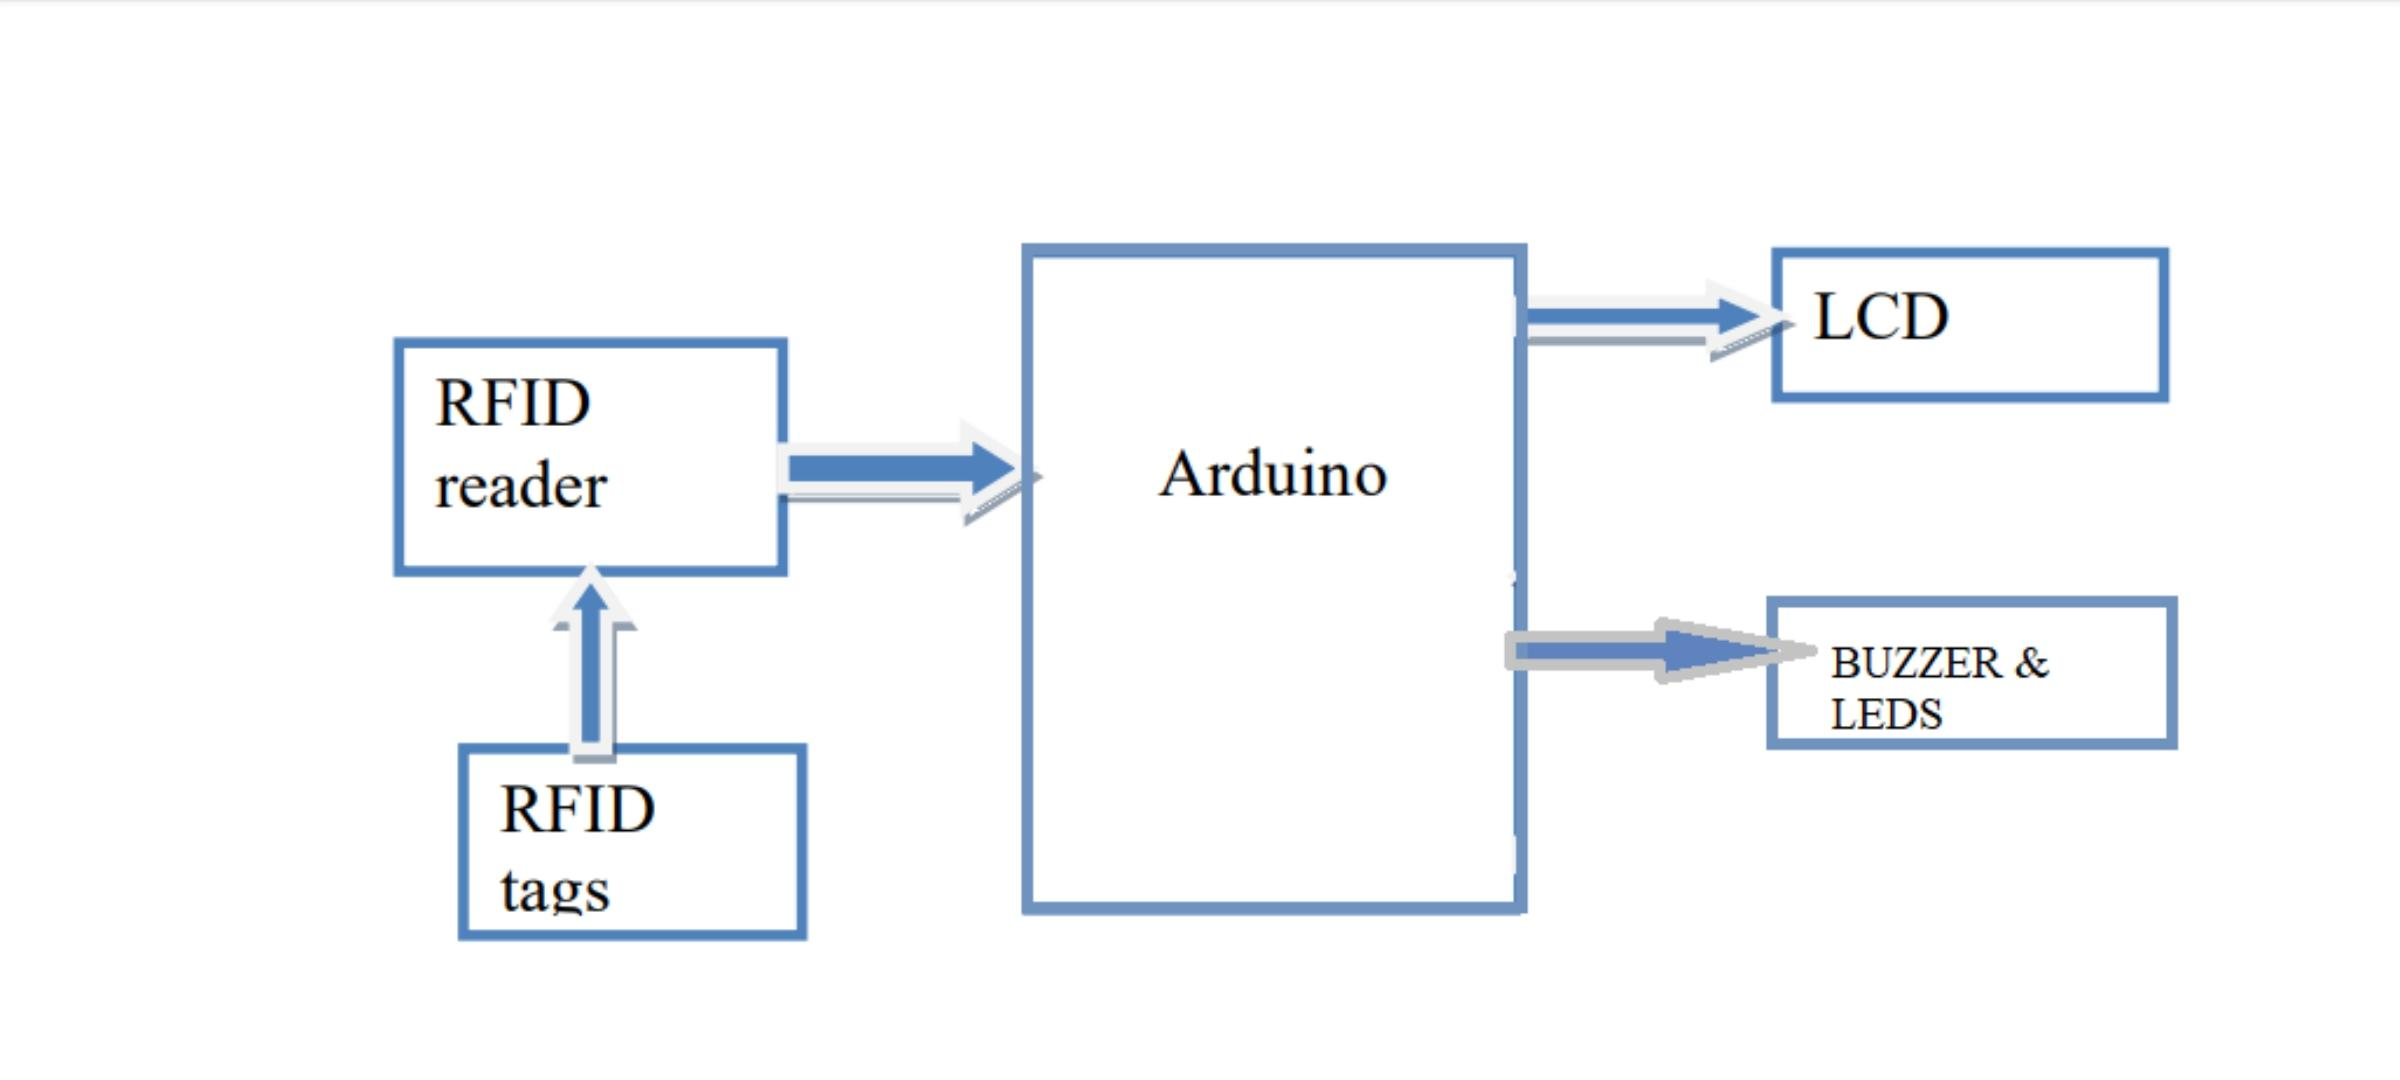 RFID
reader
RFID
tags
Arduino
LCD
BUZZER &
LEDS